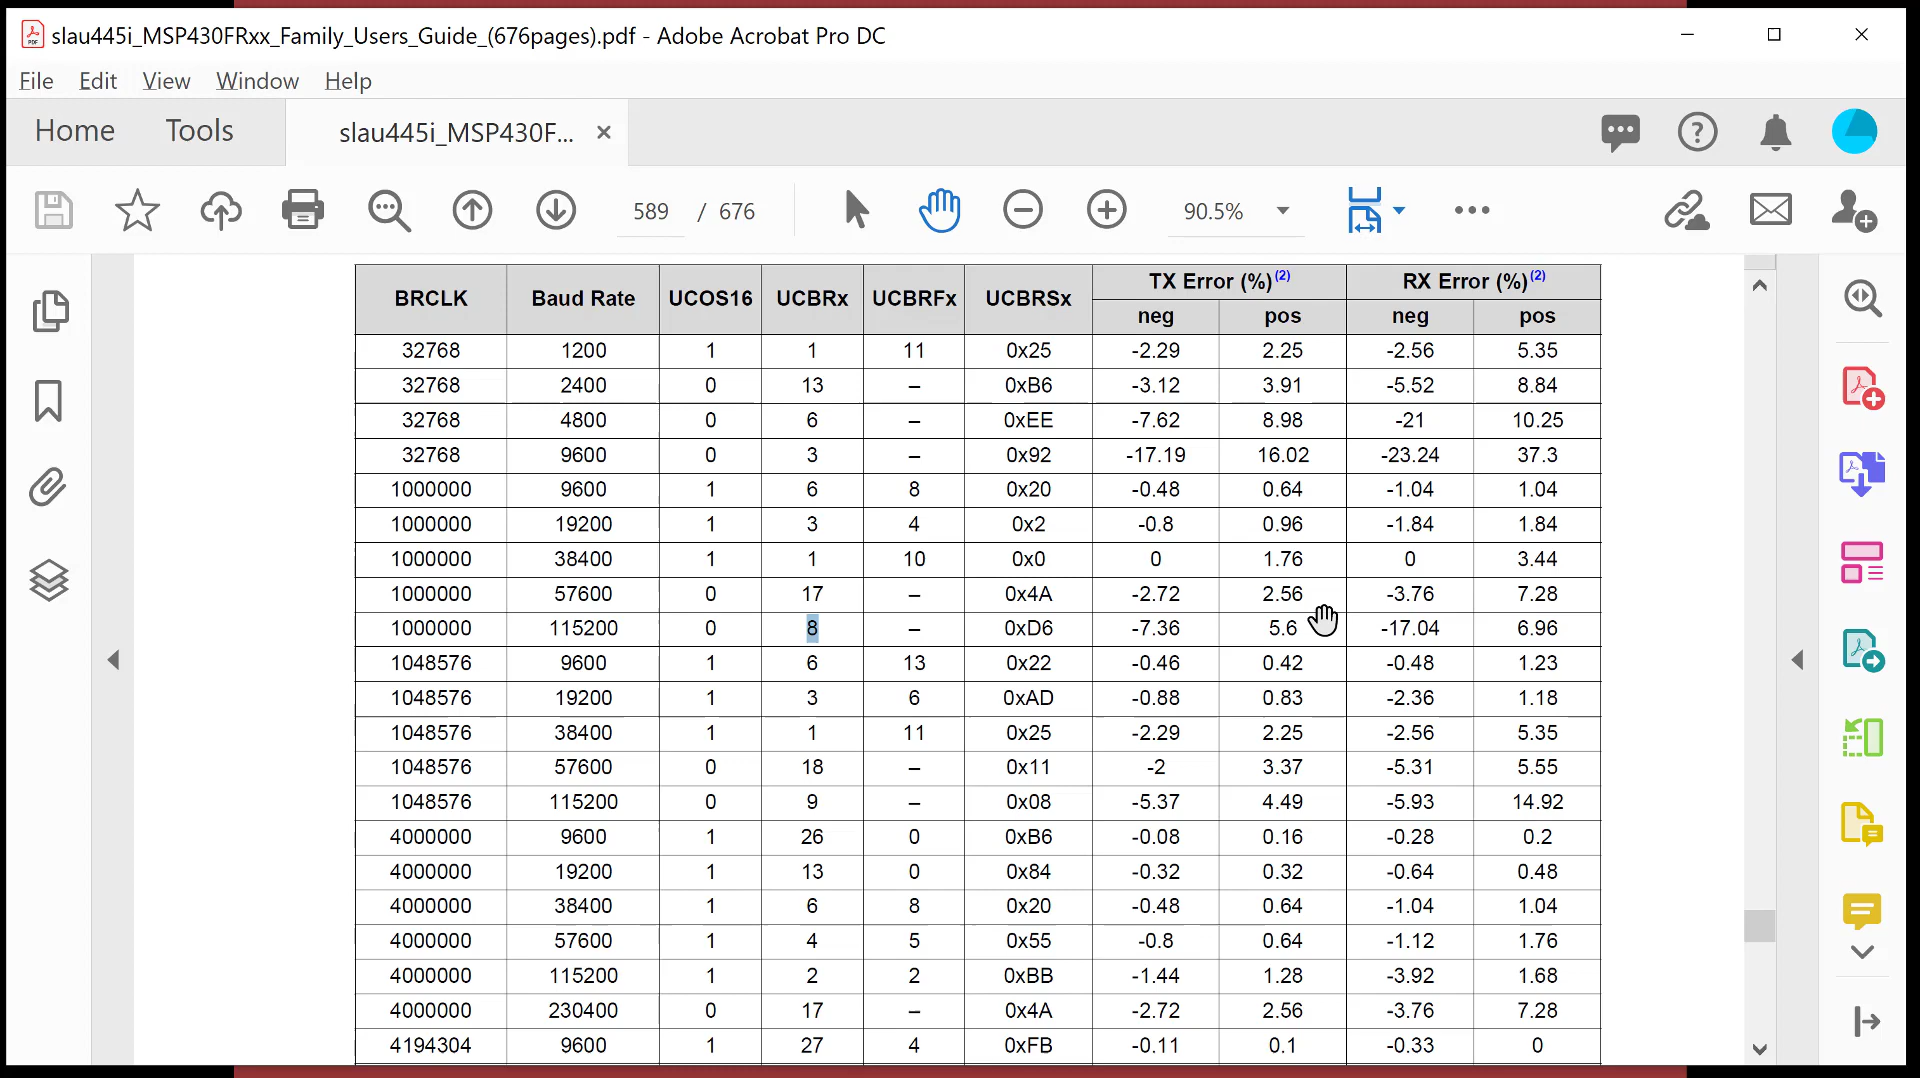 slau445i_MSP430FRxx_Family_Users_Guide_(676pages).pdf - Adobe Acrobat Pro DC
File Edit View Window Help
Home Tools slau445i_MSP430F...
589 / 676 90.5%
BRCLK Baud Rate UCOS16 UCBRx UCBRFx UCBRSx TX Error (%)(2) RX Error (%)(2)
neg pos neg pos
32768 1200 1 1 11 0x25 -2.29 2.25 -2.56 5.35
32768 2400 0 13 – 0xB6 -3.12 3.91 -5.52 8.84
32768 4800 0 6 – 0xEE -7.62 8.98 -21 10.25
32768 9600 0 3 – 0x92 -17.19 16.02 -23.24 37.3
1000000 9600 1 6 8 0x20 -0.48 0.64 -1.04 1.04
1000000 19200 1 3 4 0x2 -0.8 0.96 -1.84 1.84
1000000 38400 1 1 10 0x0 0 1.76 0 3.44
1000000 57600 0 17 – 0x4A -2.72 2.56 -3.76 7.28
1000000 115200 0 8 – 0xD6 -7.36 5.6 -17.04 6.96
1048576 9600 1 6 13 0x22 -0.46 0.42 -0.48 1.23
1048576 19200 1 3 6 0xAD -0.88 0.83 -2.36 1.18
1048576 38400 1 1 11 0x25 -2.29 2.25 -2.56 5.35
1048576 57600 0 18 – 0x11 -2 3.37 -5.31 5.55
1048576 115200 0 9 – 0x08 -5.37 4.49 -5.93 14.92
4000000 9600 1 26 0 0xB6 -0.08 0.16 -0.28 0.2
4000000 19200 1 13 0 0x84 -0.32 0.32 -0.64 0.48
4000000 38400 1 6 8 0x20 -0.48 0.64 -1.04 1.04
4000000 57600 1 4 5 0x55 -0.8 0.64 -1.12 1.76
4000000 115200 1 2 2 0xBB -1.44 1.28 -3.92 1.68
4000000 230400 0 17 – 0x4A -2.72 2.56 -3.76 7.28
4194304 9600 1 27 4 0xFB -0.11 0.1 -0.33 0